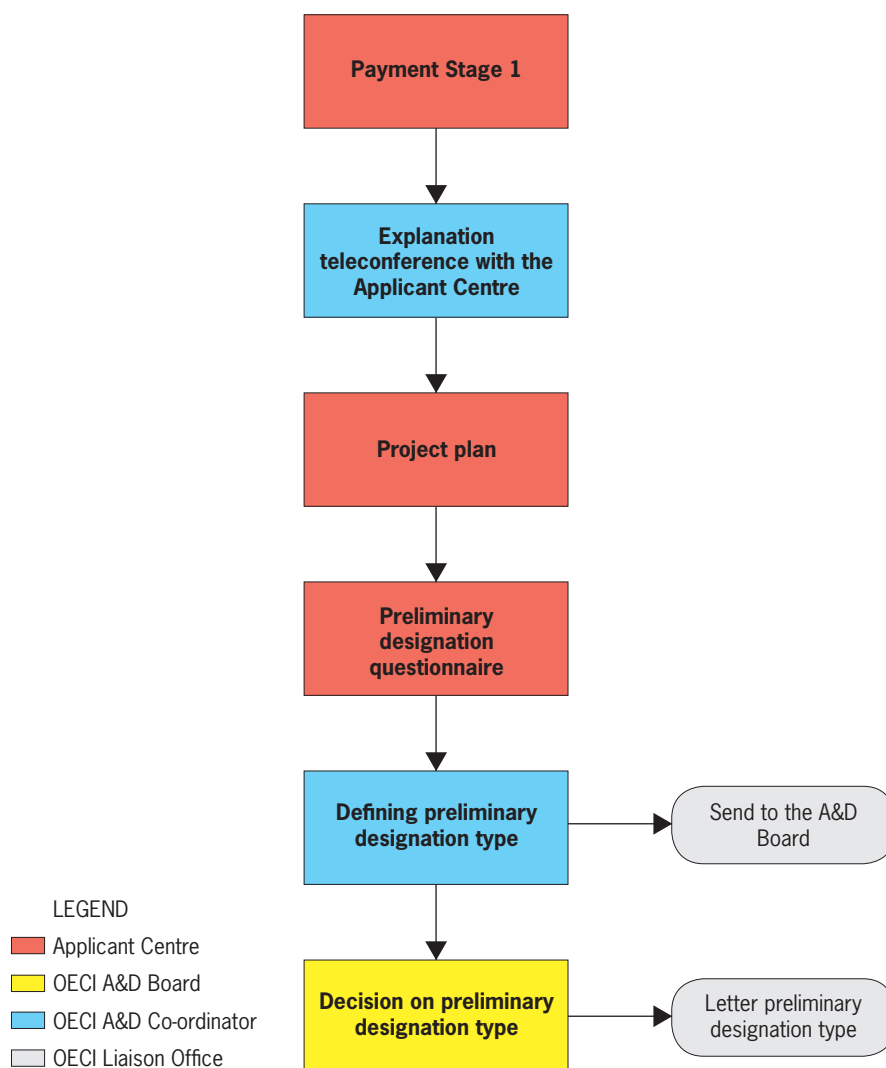 Payment Stage 1
Explanation
teleconference with the
Applicant Centre
Project plan
Preliminary
designation
questionnaire
Defining preliminary
designation type
Send to the A&D
Board
LEGEND
Applicant Centre
OECI A&D Board
OECI A&D Co-ordinator
OECI Liaison Office
Decision on preliminary
designation type
Letter preliminary
designation type